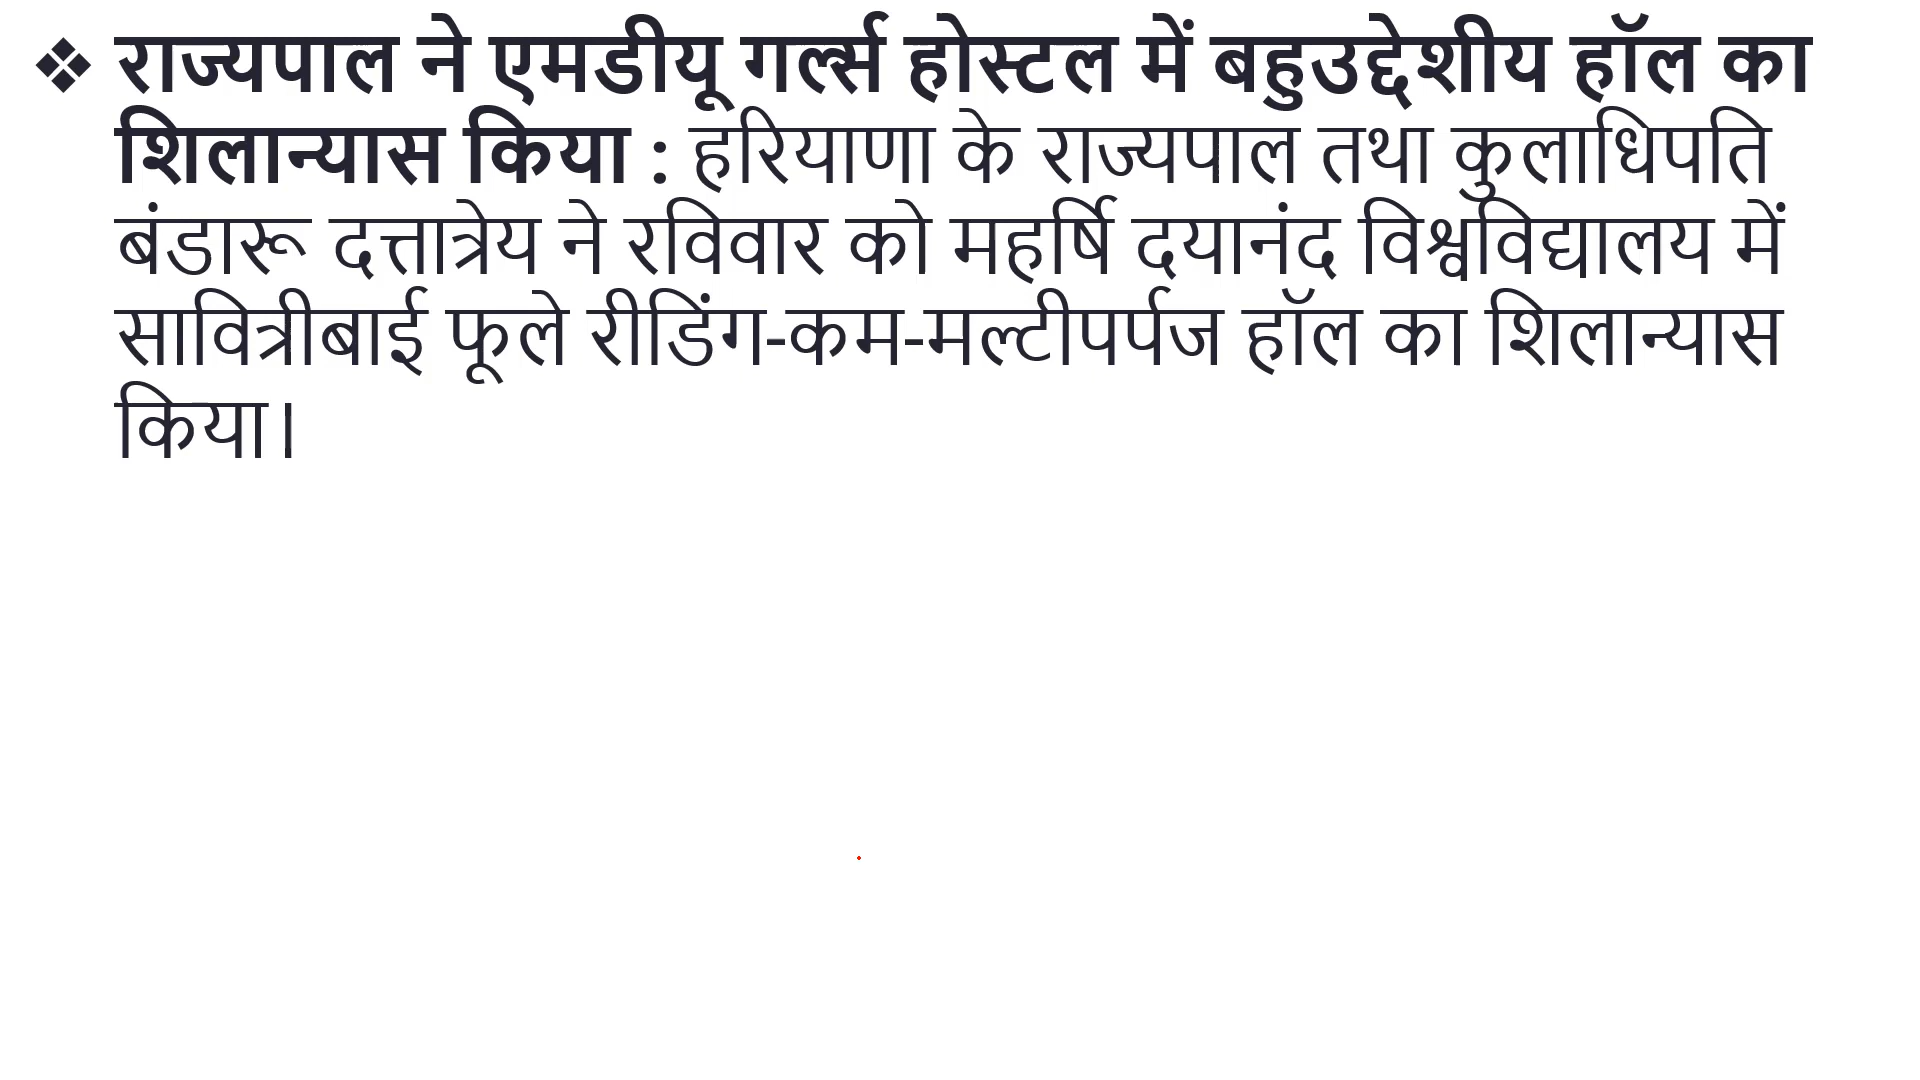 ❖ राज्यपाल ने एमडीयू गर्ल्स होस्टल में बहुउद्देशीय हॉल का
शिलान्यास किया : हरियाणा के राज्यपाल तथा कुलाधिपति
बंडारू दत्तात्रेय ने रविवार को महर्षि दयानंद विश्वविद्यालय में
सावित्रीबाई फूले रीडिंग-कम-मल्टीपर्पज हॉल का शिलान्यास
किया।